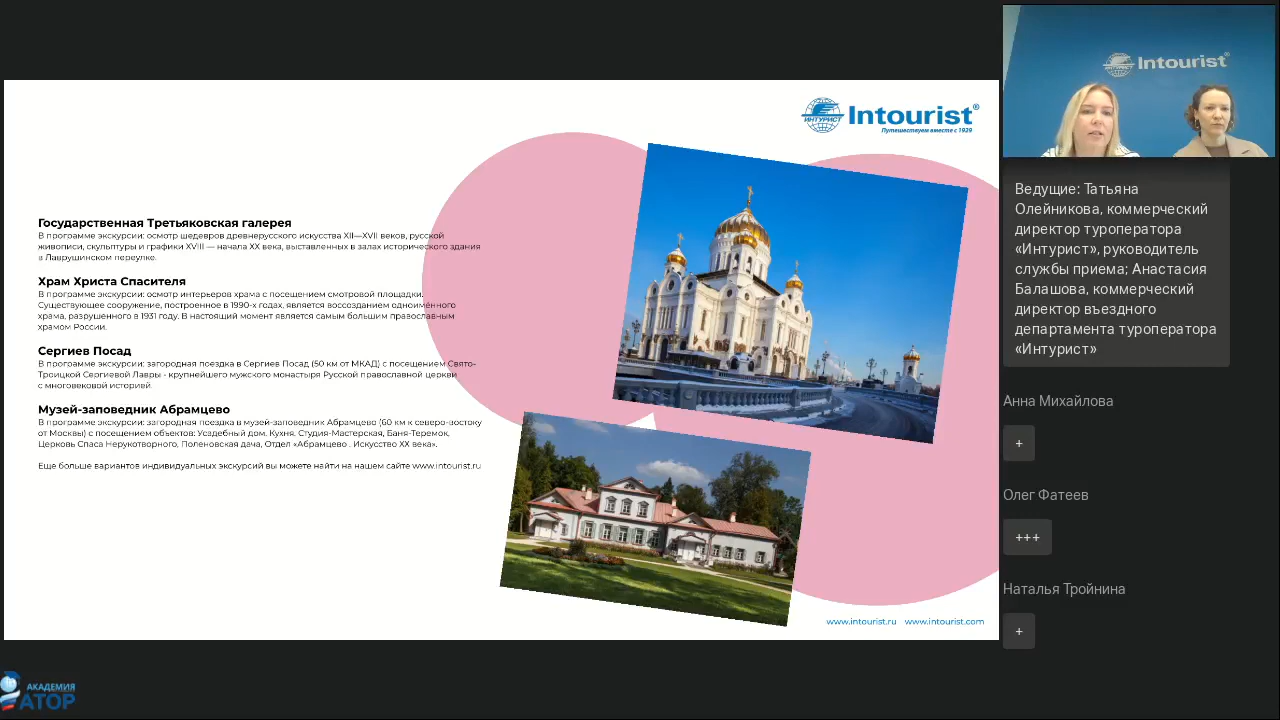 ИНТУРИСТ
Intourist®
Путешествуем вместе с 1929
Государственная Третьяковская галерея
В программе экскурсии: осмотр шедевров древнерусского искусства XII—XVII веков, русской
живописи, скульптуры и графики XVIII — начала XX века, выставленных в залах исторического здания
в Лаврушинском переулке.
Храм Христа Спасителя
В программе экскурсии: осмотр интерьеров храма с посещением смотровой площадки.
Существующее сооружение, построенное в 1990-х годах, является воссозданием одноимённого
храма, разрушенного в 1931 году. В настоящий момент является самым большим православным
храмом России.
Сергиев Посад
В программе экскурсии: загородная поездка в Сергиев Посад (50 км от МКАД) с посещением Свято-
Троицкой Сергиевой Лавры - крупнейшего мужского монастыря Русской православной церкви
с многовековой историей.
Музей-заповедник Абрамцево
В программе экскурсии: загородная поездка в музей-заповедник Абрамцево (60 км к северо-востоку
от Москвы) с посещением объектов: Усадебный дом, Кухня, Студия-Мастерская, Баня-Теремок,
Церковь Спаса Нерукотворного, Поленовская дача, Отдел «Абрамцево . Искусство XX века».
Еще больше вариантов индивидуальных экскурсий вы можете найти на нашем сайте www.intourist.ru
www.intourist.ru www.intourist.com
Intourist®
Ведущие: Татьяна
Олейникова, коммерческий
директор туроператора
«Интурист», руководитель
службы приема; Анастасия
Балашова, коммерческий
директор въездного
департамента туроператора
«Интурист»
Анна Михайлова
+
Олег Фатеев
+++
Наталья Тройнина
+
АКАДЕМИЯ
АТОР